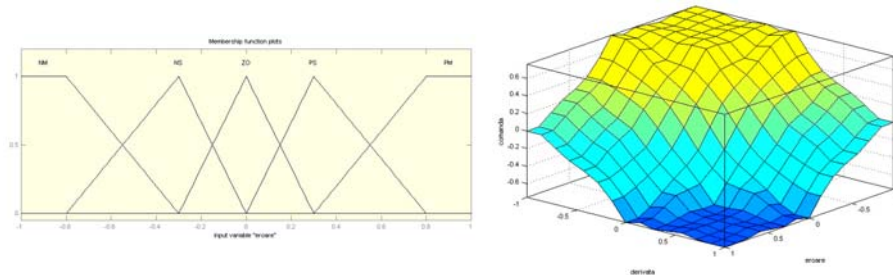 Membership function plots
NM NS ZO PS PM
1
0.5
0
-1 -0.8 -0.6 -0.4 -0.2 0 0.2 0.4 0.6 0.8 1
input variable "eroare"
0.6
0.4
0.2
0
-0.2
-0.4
-0.6
comanda
-1 -0.5 0 0.5 1
derivata
1 0.5 0 -0.5
eroare